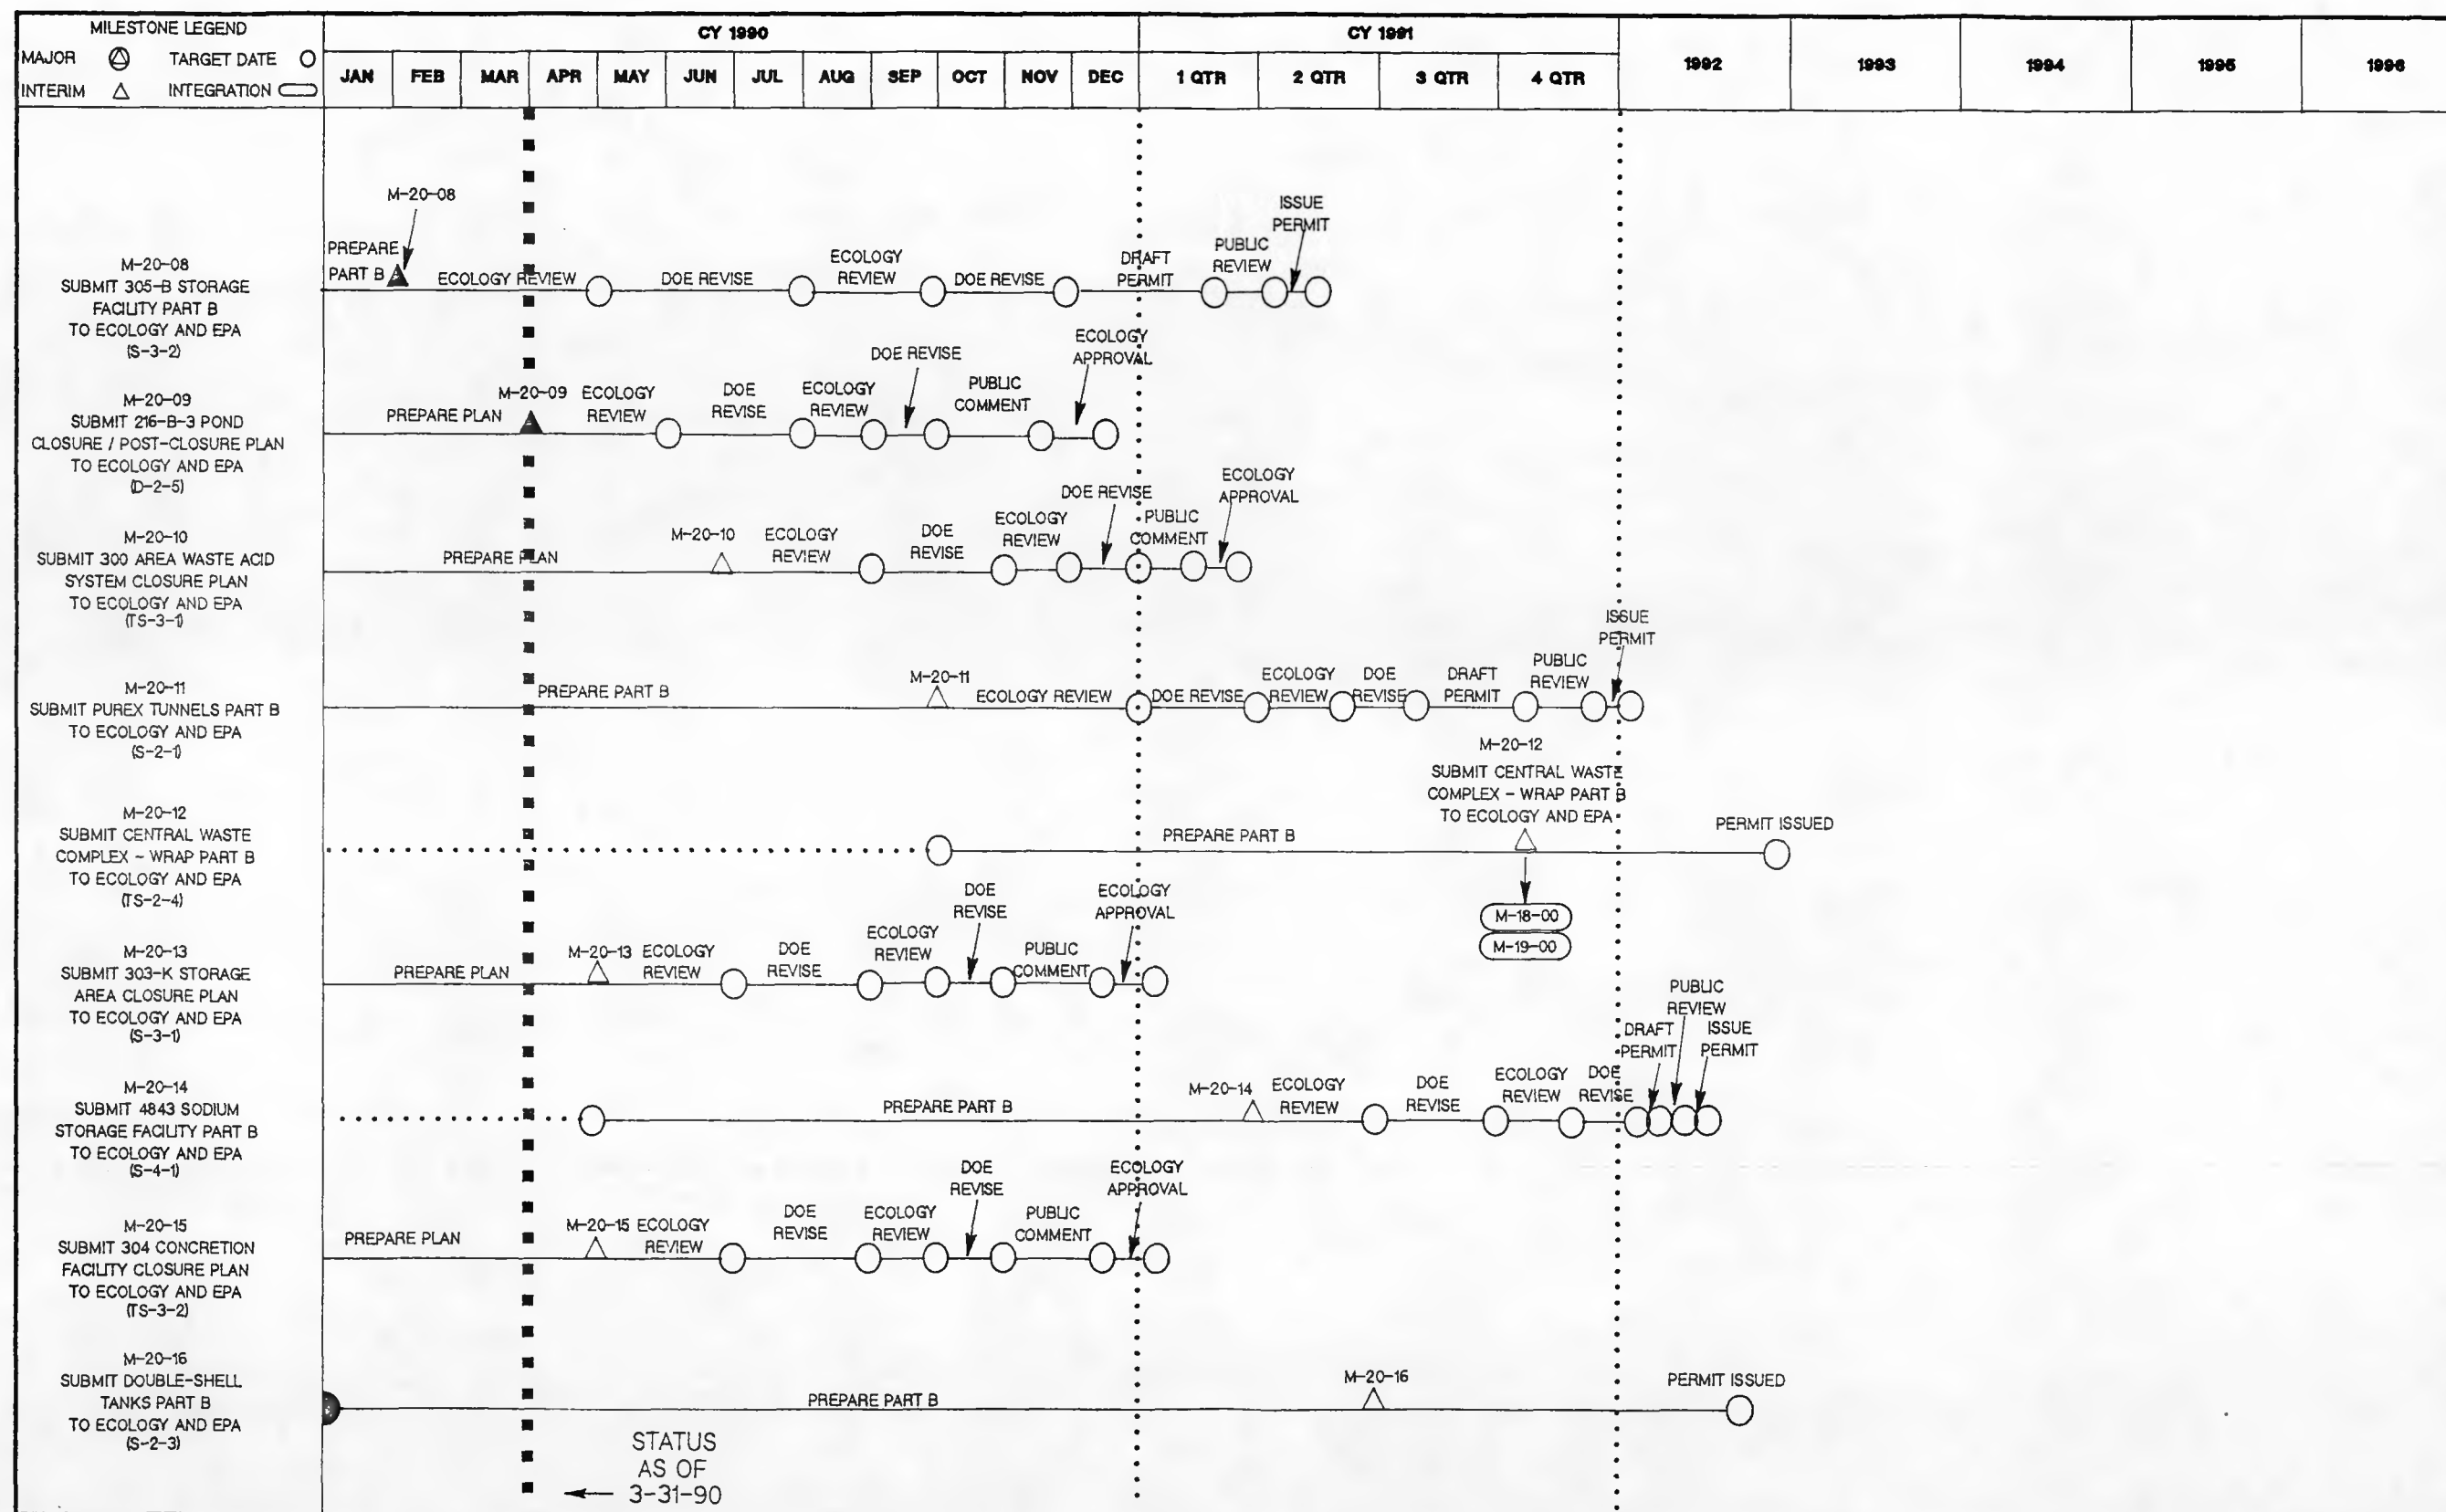 MILESTONE LEGEND
MAJOR TARGET DATE
INTERIM INTEGRATION
CY 1990
CY 1991
JAN FEB MAR APR MAY JUN JUL AUG SEP OCT NOV DEC 1 QTR 2 QTR 3 QTR 4 QTR 1992 1993 1994 1995 1996
M-20-08
SUBMIT 305-B STORAGE
FACILITY PART B
TO ECOLOGY AND EPA
(S-3-2)
PREPARE
PART B
M-20-08
ECOLOGY REVIEW
DOE REVISE
ECOLOGY
REVIEW
DOE REVISE
DRAFT
PERMIT
PUBLIC
REVIEW
ISSUE
PERMIT
M-20-09
SUBMIT 216-B-3 POND
CLOSURE / POST-CLOSURE PLAN
TO ECOLOGY AND EPA
(D-2-5)
PREPARE PLAN
M-20-09
ECOLOGY
REVIEW
DOE
REVISE
ECOLOGY
REVIEW
DOE REVISE
PUBLIC
COMMENT
ECOLOGY
APPROVAL
M-20-10
SUBMIT 300 AREA WASTE ACID
SYSTEM CLOSURE PLAN
TO ECOLOGY AND EPA
(TS-3-1)
PREPARE PLAN
M-20-10
ECOLOGY
REVIEW
DOE
REVISE
ECOLOGY
REVIEW
DOE REVISE
PUBLIC
COMMENT
ECOLOGY
APPROVAL
M-20-11
SUBMIT PUREX TUNNELS PART B
TO ECOLOGY AND EPA
(S-2-1)
PREPARE PART B
M-20-11
ECOLOGY REVIEW
DOE REVISE
ECOLOGY
REVIEW
DOE
REVISE
DRAFT
PERMIT
PUBLIC
REVIEW
ISSUE
PERMIT
M-20-12
SUBMIT CENTRAL WASTE
COMPLEX - WRAP PART B
TO ECOLOGY AND EPA
(TS-2-4)
PREPARE PART B
M-20-12
SUBMIT CENTRAL WASTE
COMPLEX - WRAP PART B
TO ECOLOGY AND EPA
M-18-00
M-19-00
PERMIT ISSUED
M-20-13
SUBMIT 303-K STORAGE
AREA CLOSURE PLAN
TO ECOLOGY AND EPA
(S-3-1)
PREPARE PLAN
M-20-13
ECOLOGY
REVIEW
DOE
REVISE
ECOLOGY
REVIEW
DOE
REVISE
PUBLIC
COMMENT
ECOLOGY
APPROVAL
M-20-14
SUBMIT 4843 SODIUM
STORAGE FACILITY PART B
TO ECOLOGY AND EPA
(S-4-1)
PREPARE PART B
M-20-14
ECOLOGY
REVIEW
DOE
REVISE
ECOLOGY
REVIEW
DOE
REVISE
DRAFT
PERMIT
PUBLIC
REVIEW
ISSUE
PERMIT
M-20-15
SUBMIT 304 CONCRETION
FACILITY CLOSURE PLAN
TO ECOLOGY AND EPA
(TS-3-2)
PREPARE PLAN
M-20-15
ECOLOGY
REVIEW
DOE
REVISE
ECOLOGY
REVIEW
DOE
REVISE
PUBLIC
COMMENT
ECOLOGY
APPROVAL
M-20-16
SUBMIT DOUBLE-SHELL
TANKS PART B
TO ECOLOGY AND EPA
(S-2-3)
PREPARE PART B
M-20-16
PERMIT ISSUED
STATUS
AS OF
3-31-90